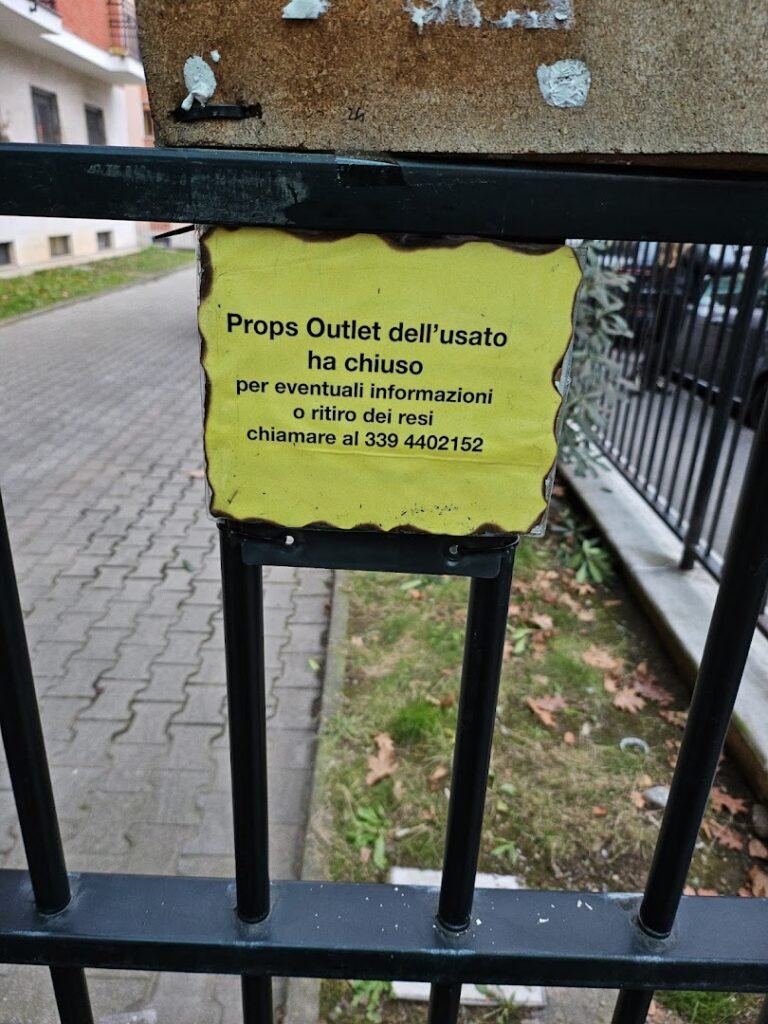 Props Outlet dell'usato
ha chiuso
per eventuali informazioni
o ritiro dei resi
chiamare al 339 4402152